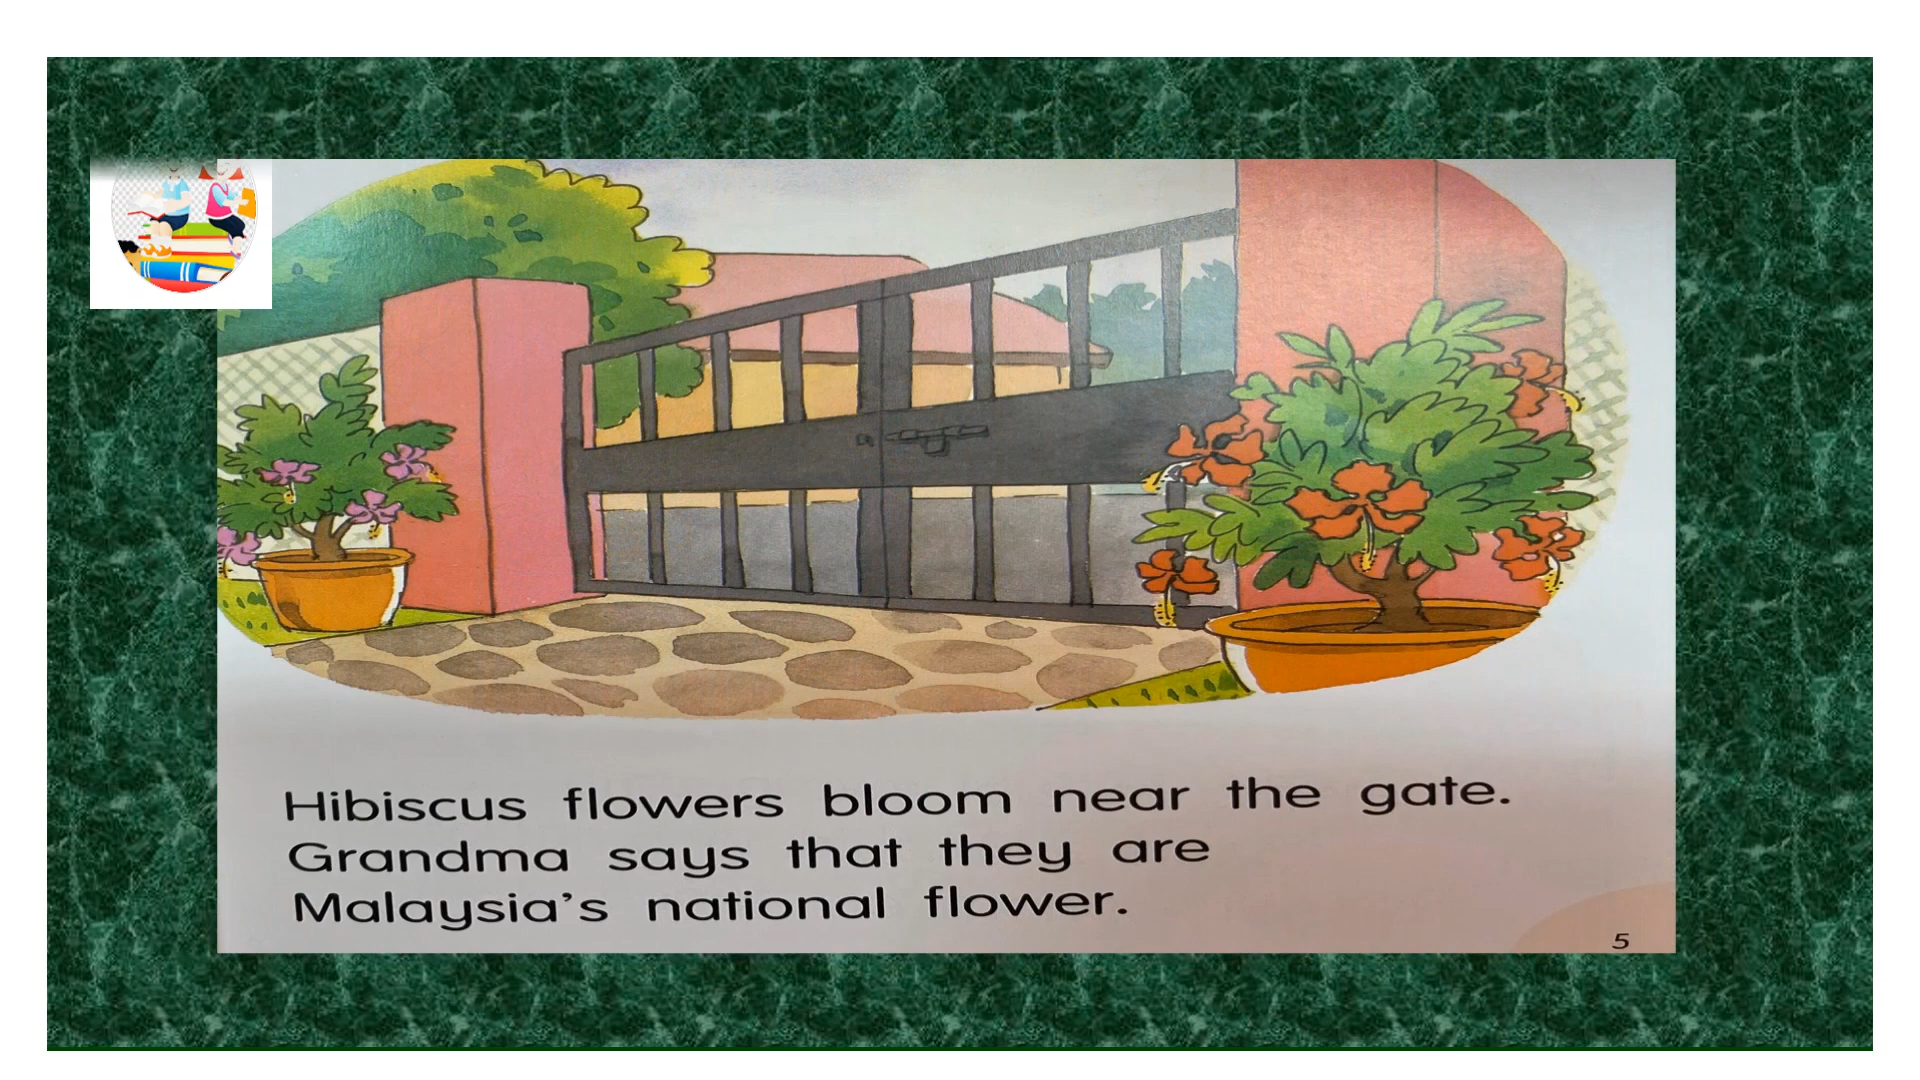 Hibiscus flowers bloom near the gate.
Grandma says that they are
Malaysia's national flower.
5